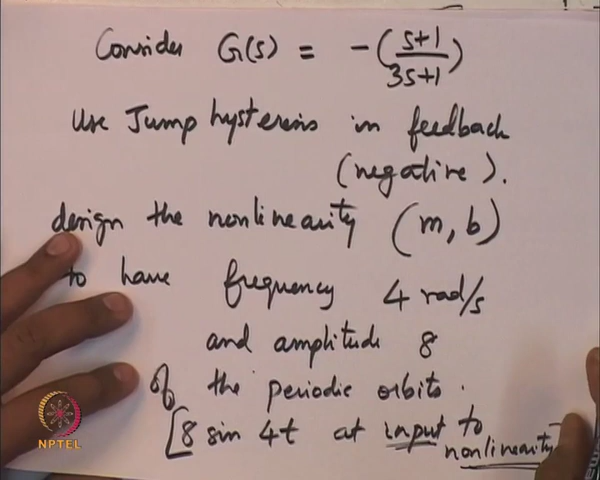 Consider G(s) = -(s+1/3s+1)
Use Jump hysteresis in feedback
(negative).
design the nonlinearity (m, b)
to have frequency 4 rad/s
and amplitude 8
of the periodic orbits.
[8 sin 4t at input to
nonlinearity]
NPTEL